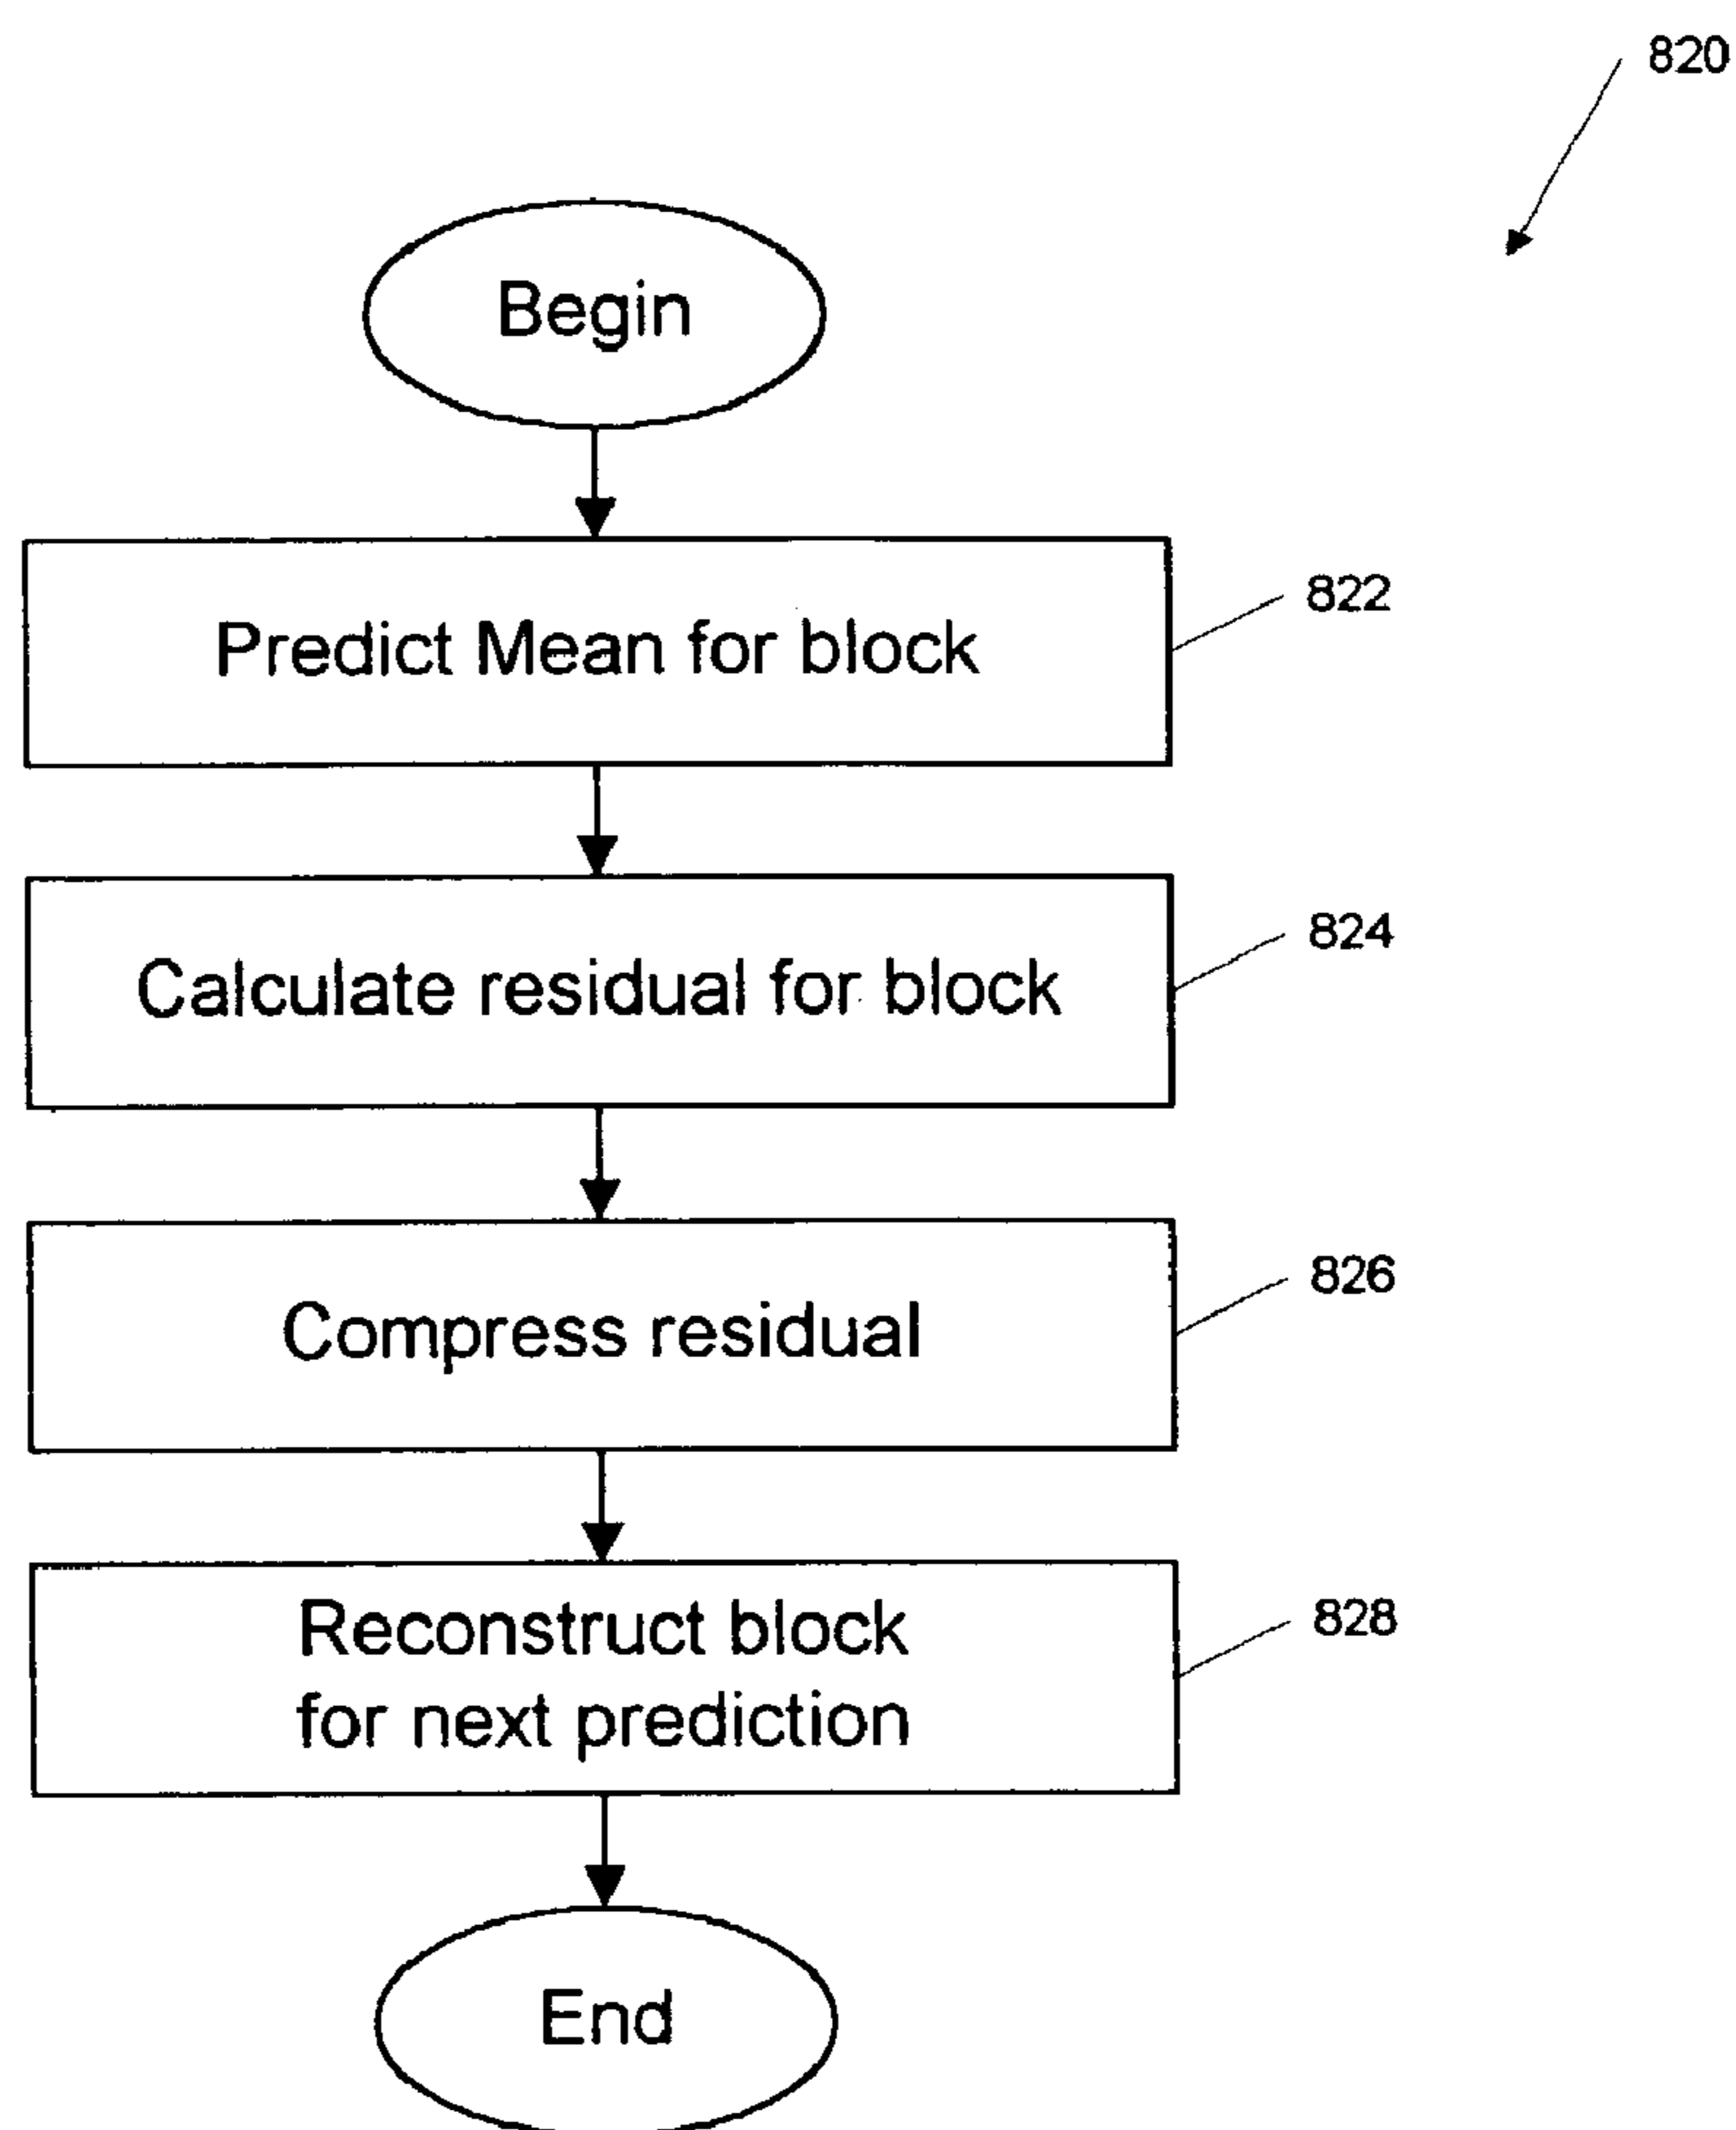 820
Begin
Predict Mean for block
822
Calculate residual for block
824
Compress residual
826
Reconstruct block
for next prediction
828
End